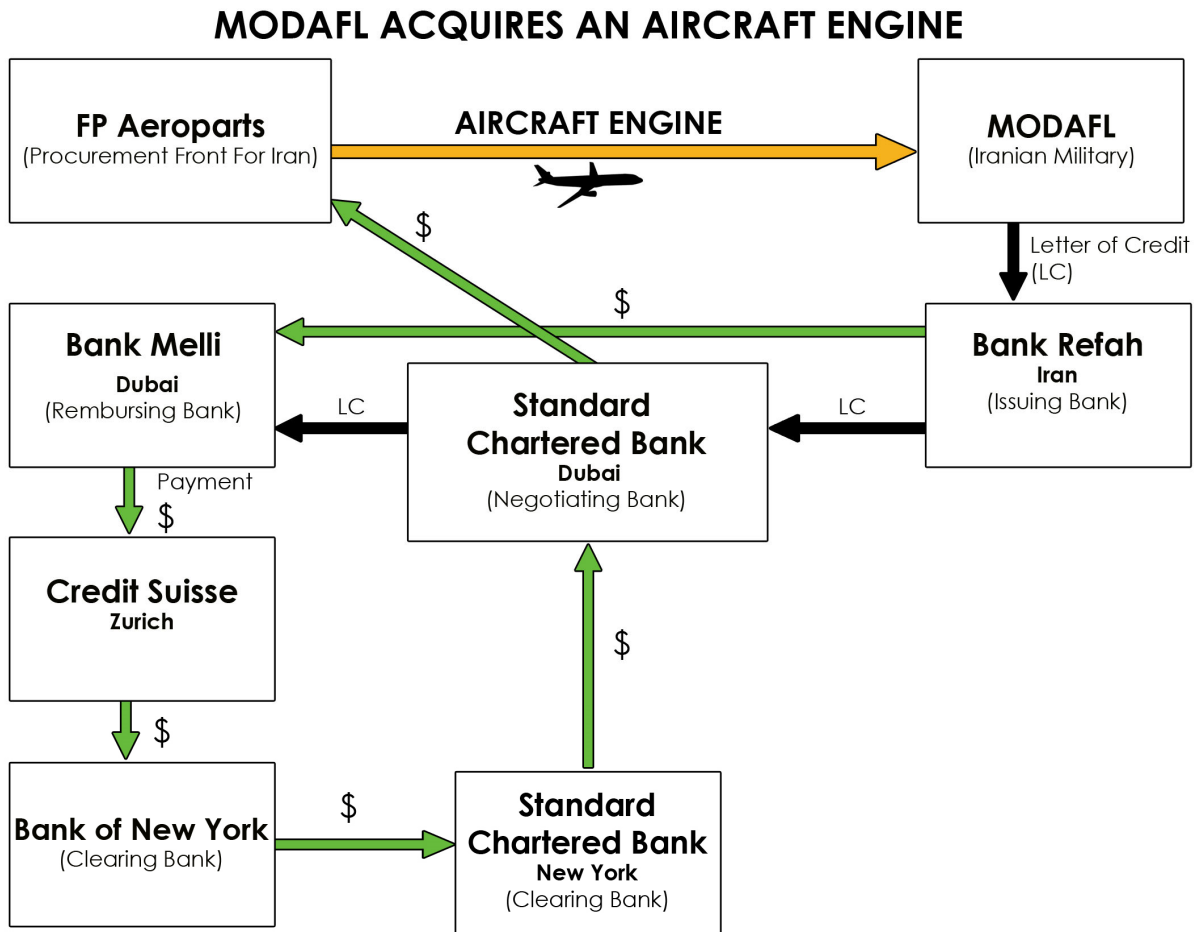 MODAFL ACQUIRES AN AIRCRAFT ENGINE
FP Aeroparts
(Procurement Front For Iran)
AIRCRAFT ENGINE
MODAFL
(Iranian Military)
$
Letter of Credit
(LC)
$
Bank Melli
Dubai
(Rembursing Bank)
Bank Refah
Iran
(Issuing Bank)
LC
Standard
Chartered Bank
Dubai
(Negotiating Bank)
LC
Payment
$
Credit Suisse
Zurich
$
$
Bank of New York
(Clearing Bank)
$
Standard
Chartered Bank
New York
(Clearing Bank)